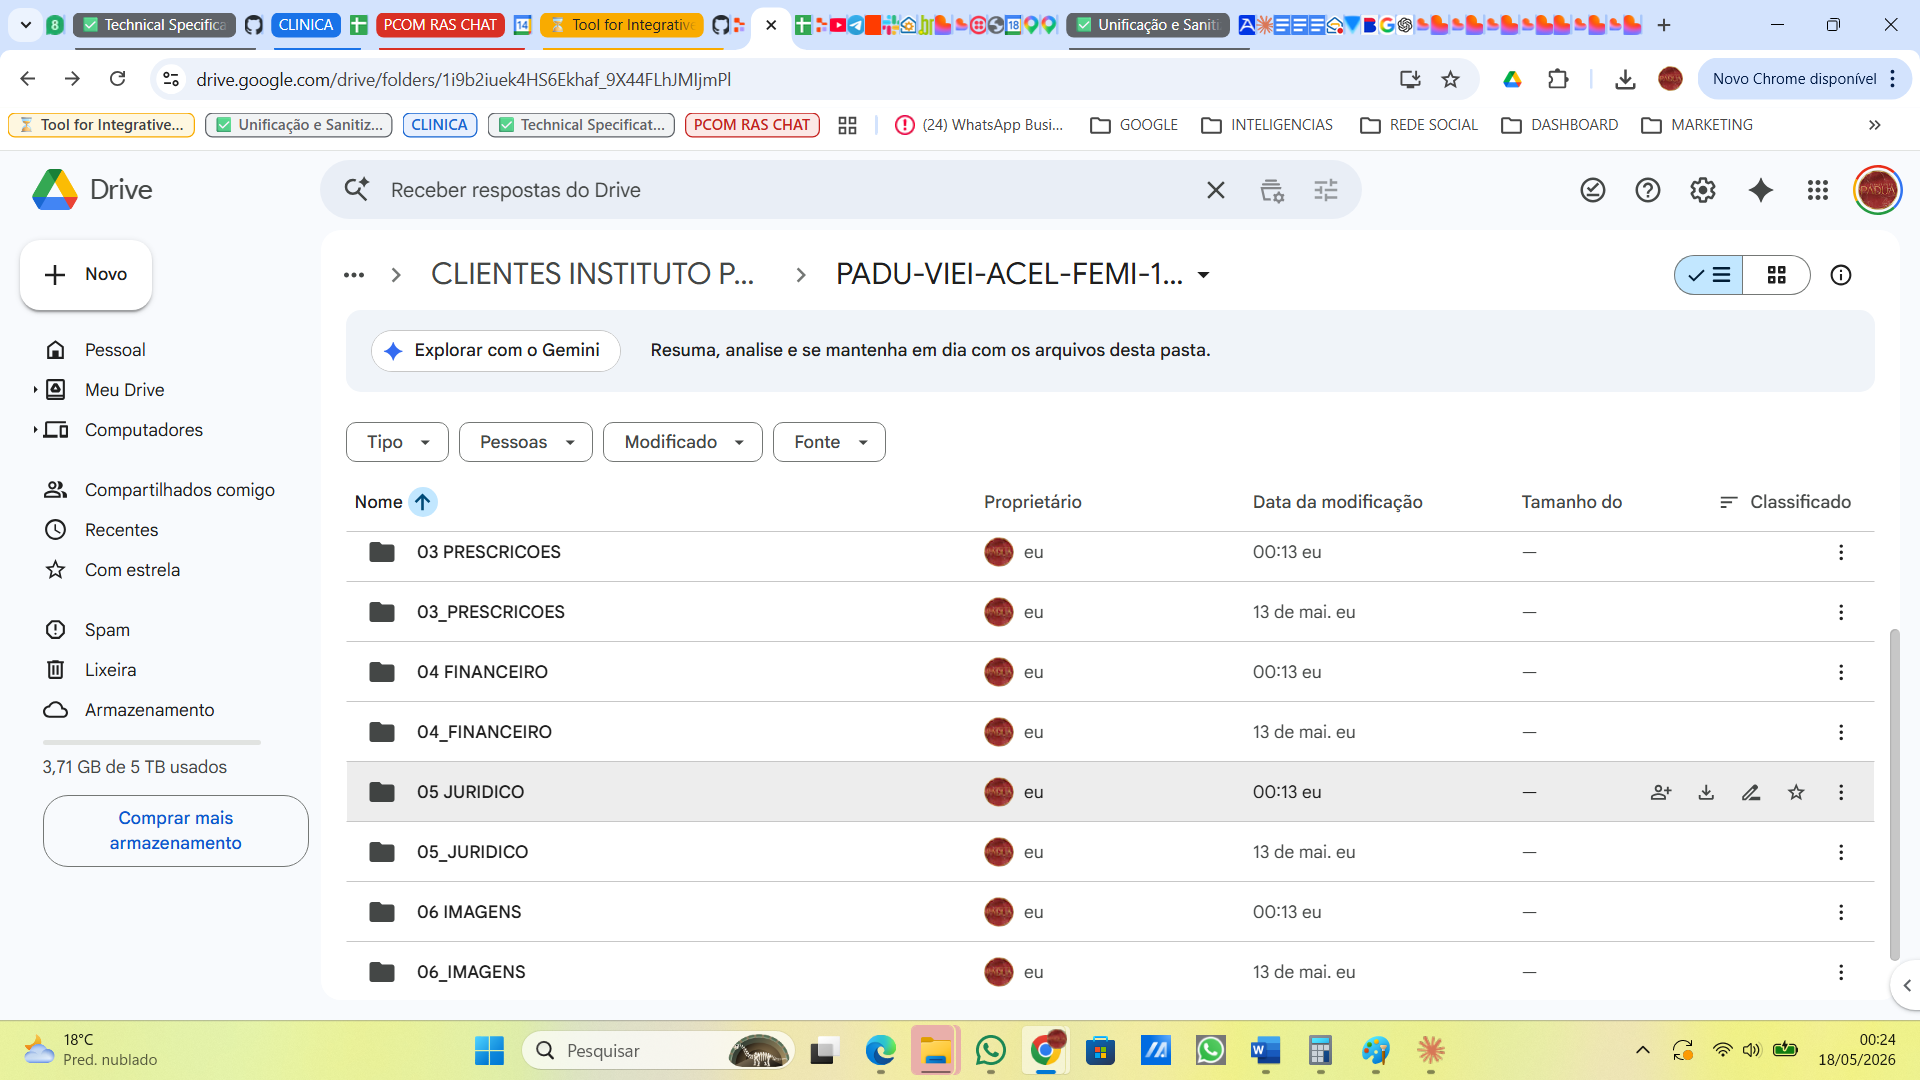 8
Technical Specifica
CLINICA
PCOM RAS CHAT
14
Tool for Integrative
18
Unificação e Saniti
drive.google.com/drive/folders/1i9b2iuek4HS6Ekhaf_9X44FLhJMIjmPl
Novo Chrome disponível
Tool for Integrative...
Unificação e Sanitiz...
CLINICA
Technical Specificat...
PCOM RAS CHAT
(24) WhatsApp Busi...
GOOGLE
INTELIGENCIAS
REDE SOCIAL
DASHBOARD
MARKETING
Drive
Receber respostas do Drive
Novo
Pessoal
Meu Drive
Computadores
Compartilhados comigo
Recentes
Com estrela
Spam
Lixeira
Armazenamento
3,71 GB de 5 TB usados
Comprar mais
armazenamento
CLIENTES INSTITUTO P...
PADU-VIEI-ACEL-FEMI-1...
Explorar com o Gemini
Resuma, analise e se mantenha em dia com os arquivos desta pasta.
Tipo
Pessoas
Modificado
Fonte
Nome Proprietário Data da modificação Tamanho do Classificado
03 PRESCRICOES eu 00:13 eu —
03_PRESCRICOES eu 13 de mai. eu —
04 FINANCEIRO eu 00:13 eu —
04_FINANCEIRO eu 13 de mai. eu —
05 JURIDICO eu 00:13 eu —
05_JURIDICO eu 13 de mai. eu —
06 IMAGENS eu 00:13 eu —
06_IMAGENS eu 13 de mai. eu —
18°C
Pred. nublado
Pesquisar
00:24
18/05/2026